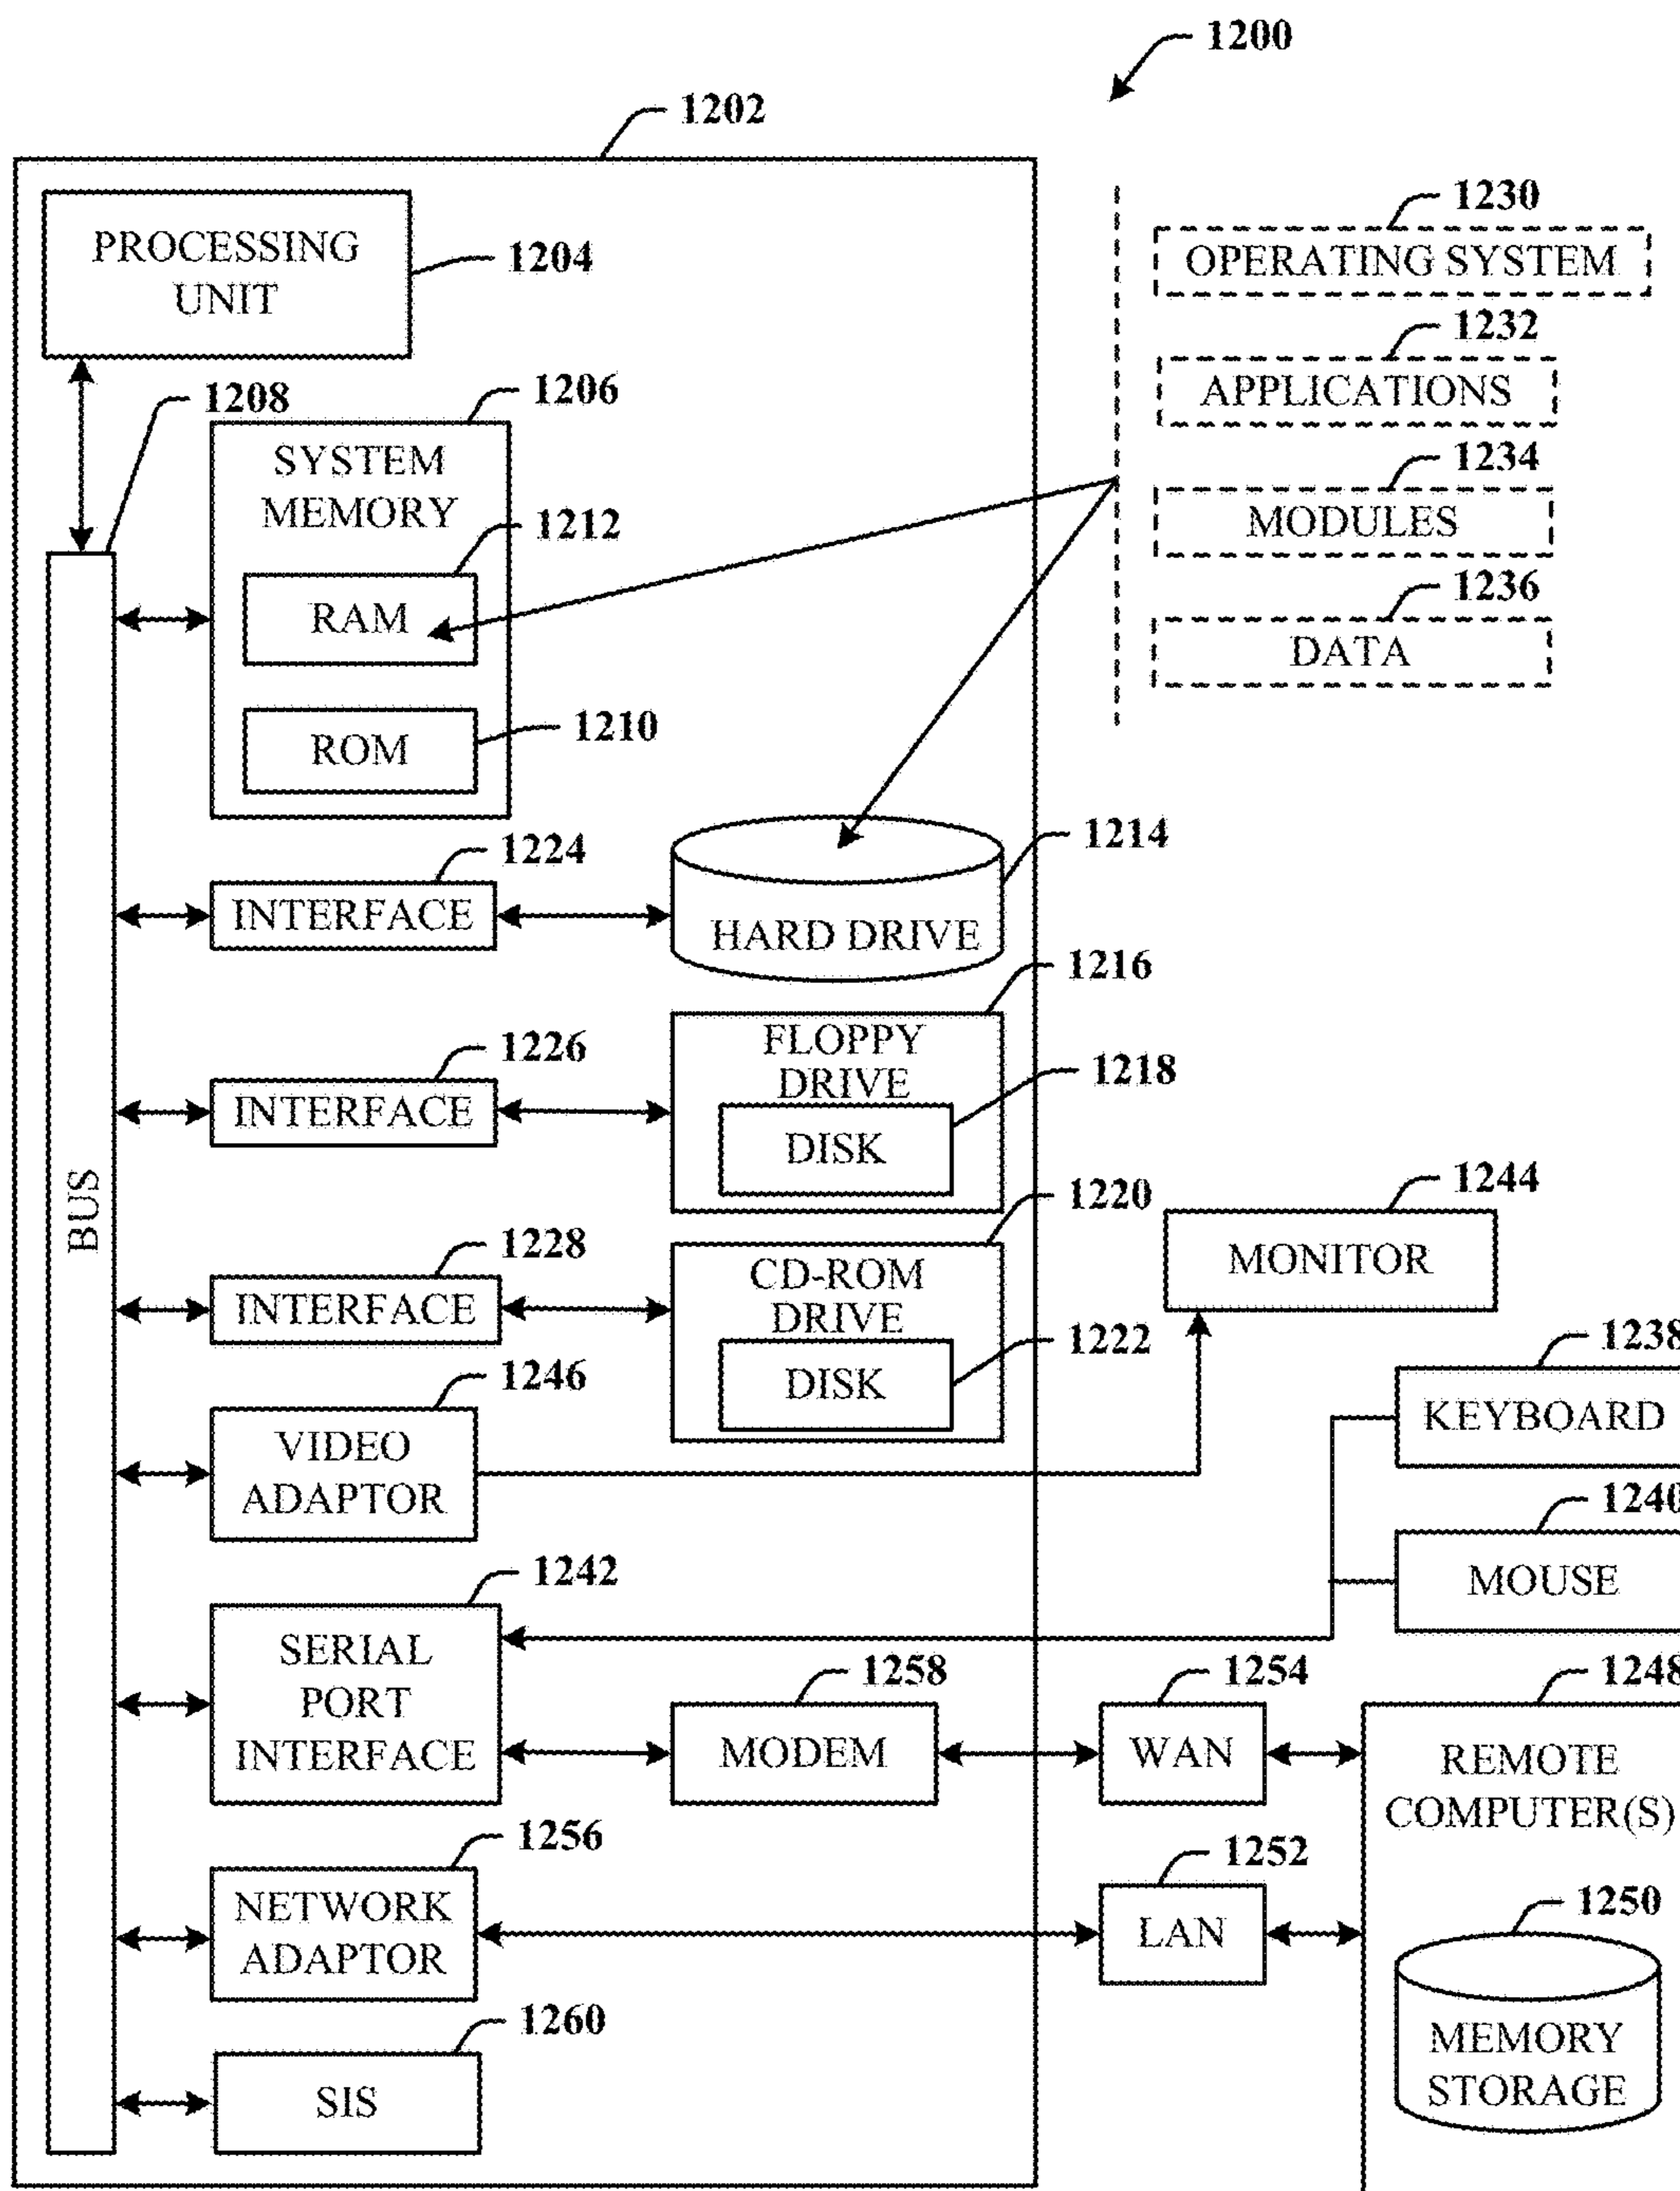 1200
1202
PROCESSING
UNIT
1204
1208
1206
SYSTEM
MEMORY
1212
RAM
1210
ROM
1230
OPERATING SYSTEM
1232
APPLICATIONS
1234
MODULES
1236
DATA
BUS
1224
INTERFACE
1214
HARD DRIVE
1226
INTERFACE
1216
FLOPPY
DRIVE
1218
DISK
1228
INTERFACE
1220
CD-ROM
DRIVE
1222
DISK
1244
MONITOR
1246
VIDEO
ADAPTOR
1238
KEYBOARD
1240
MOUSE
1242
SERIAL
PORT
INTERFACE
1258
MODEM
1254
WAN
1248
REMOTE
COMPUTER(S)
1256
NETWORK
ADAPTOR
1252
LAN
1250
MEMORY
STORAGE
1260
SIS